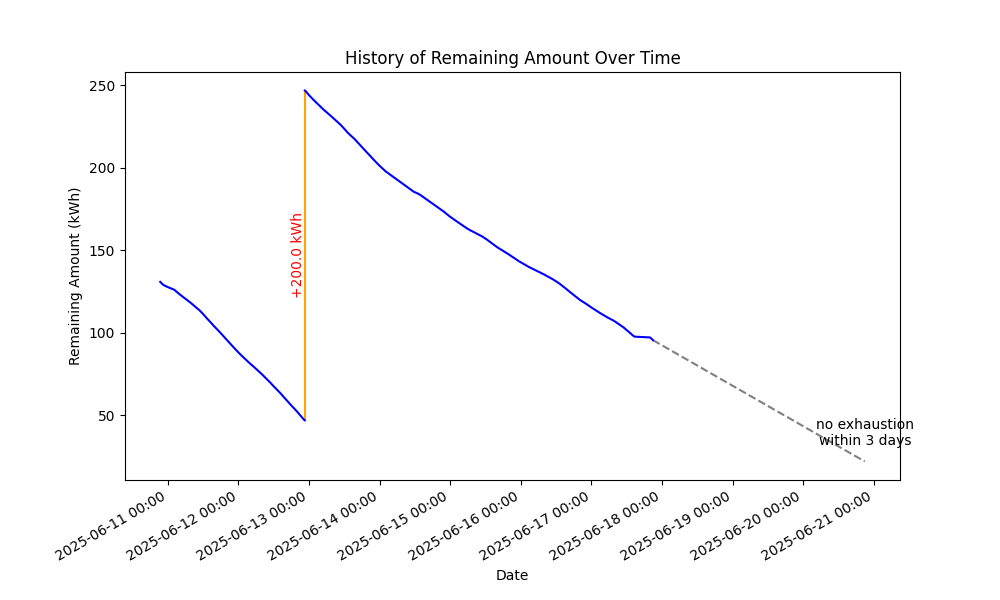 History of Remaining Amount Over Time
Remaining Amount (kWh)
250
200
150
100
50
+200.0 kWh
no exhaustion
within 3 days
2025-06-11 00:00
2025-06-12 00:00
2025-06-13 00:00
2025-06-14 00:00
2025-06-15 00:00
2025-06-16 00:00
2025-06-17 00:00
2025-06-18 00:00
2025-06-19 00:00
2025-06-20 00:00
2025-06-21 00:00
Date